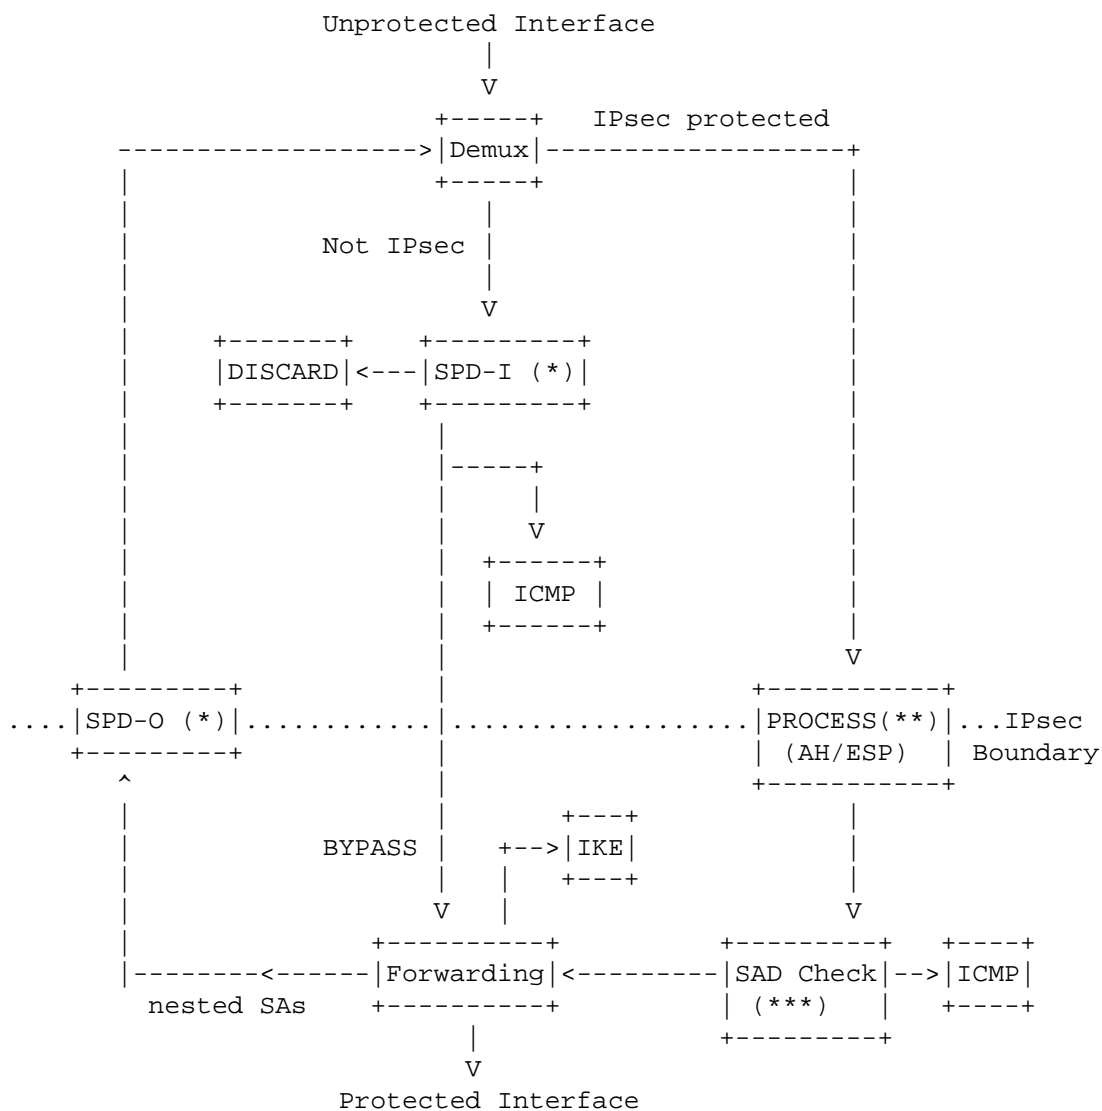 Unprotected Interface
|
V
+-----+   IPsec protected
------------------->|Demux|-------------------+
|                   +-----+                   |
|                      |                      |
|            Not IPsec |                      |
|                      |                      |
|                      V                      |
|     +-------+    +---------+                |
|     |DISCARD|<---|SPD-I (*)|                |
|     +-------+    +---------+                |
|                   |                         |
|                   |-----+                   |
|                   |     |                   |
|                   |     V                   |
|                   |  +------+               |
|                   |  | ICMP |               |
|                   |  +------+               |
|                   |                         V
+---------+            |                   +-----------+
....|SPD-O (*)|............|...................|PROCESS(**)|...IPsec
+---------+            |                   | (AH/ESP)  | Boundary
^                   |                   +-----------+
|                   |       +---+             |
|            BYPASS |   +-->|IKE|             |
|                   |   |   +---+             |
|                   V   |                     V
|               +----------+          +---------+   +----+
|--------<------|Forwarding|<---------|SAD Check|-->|ICMP|
nested SAs    +----------+          | (***)   |   +----+
|                +---------+
V
Protected Interface